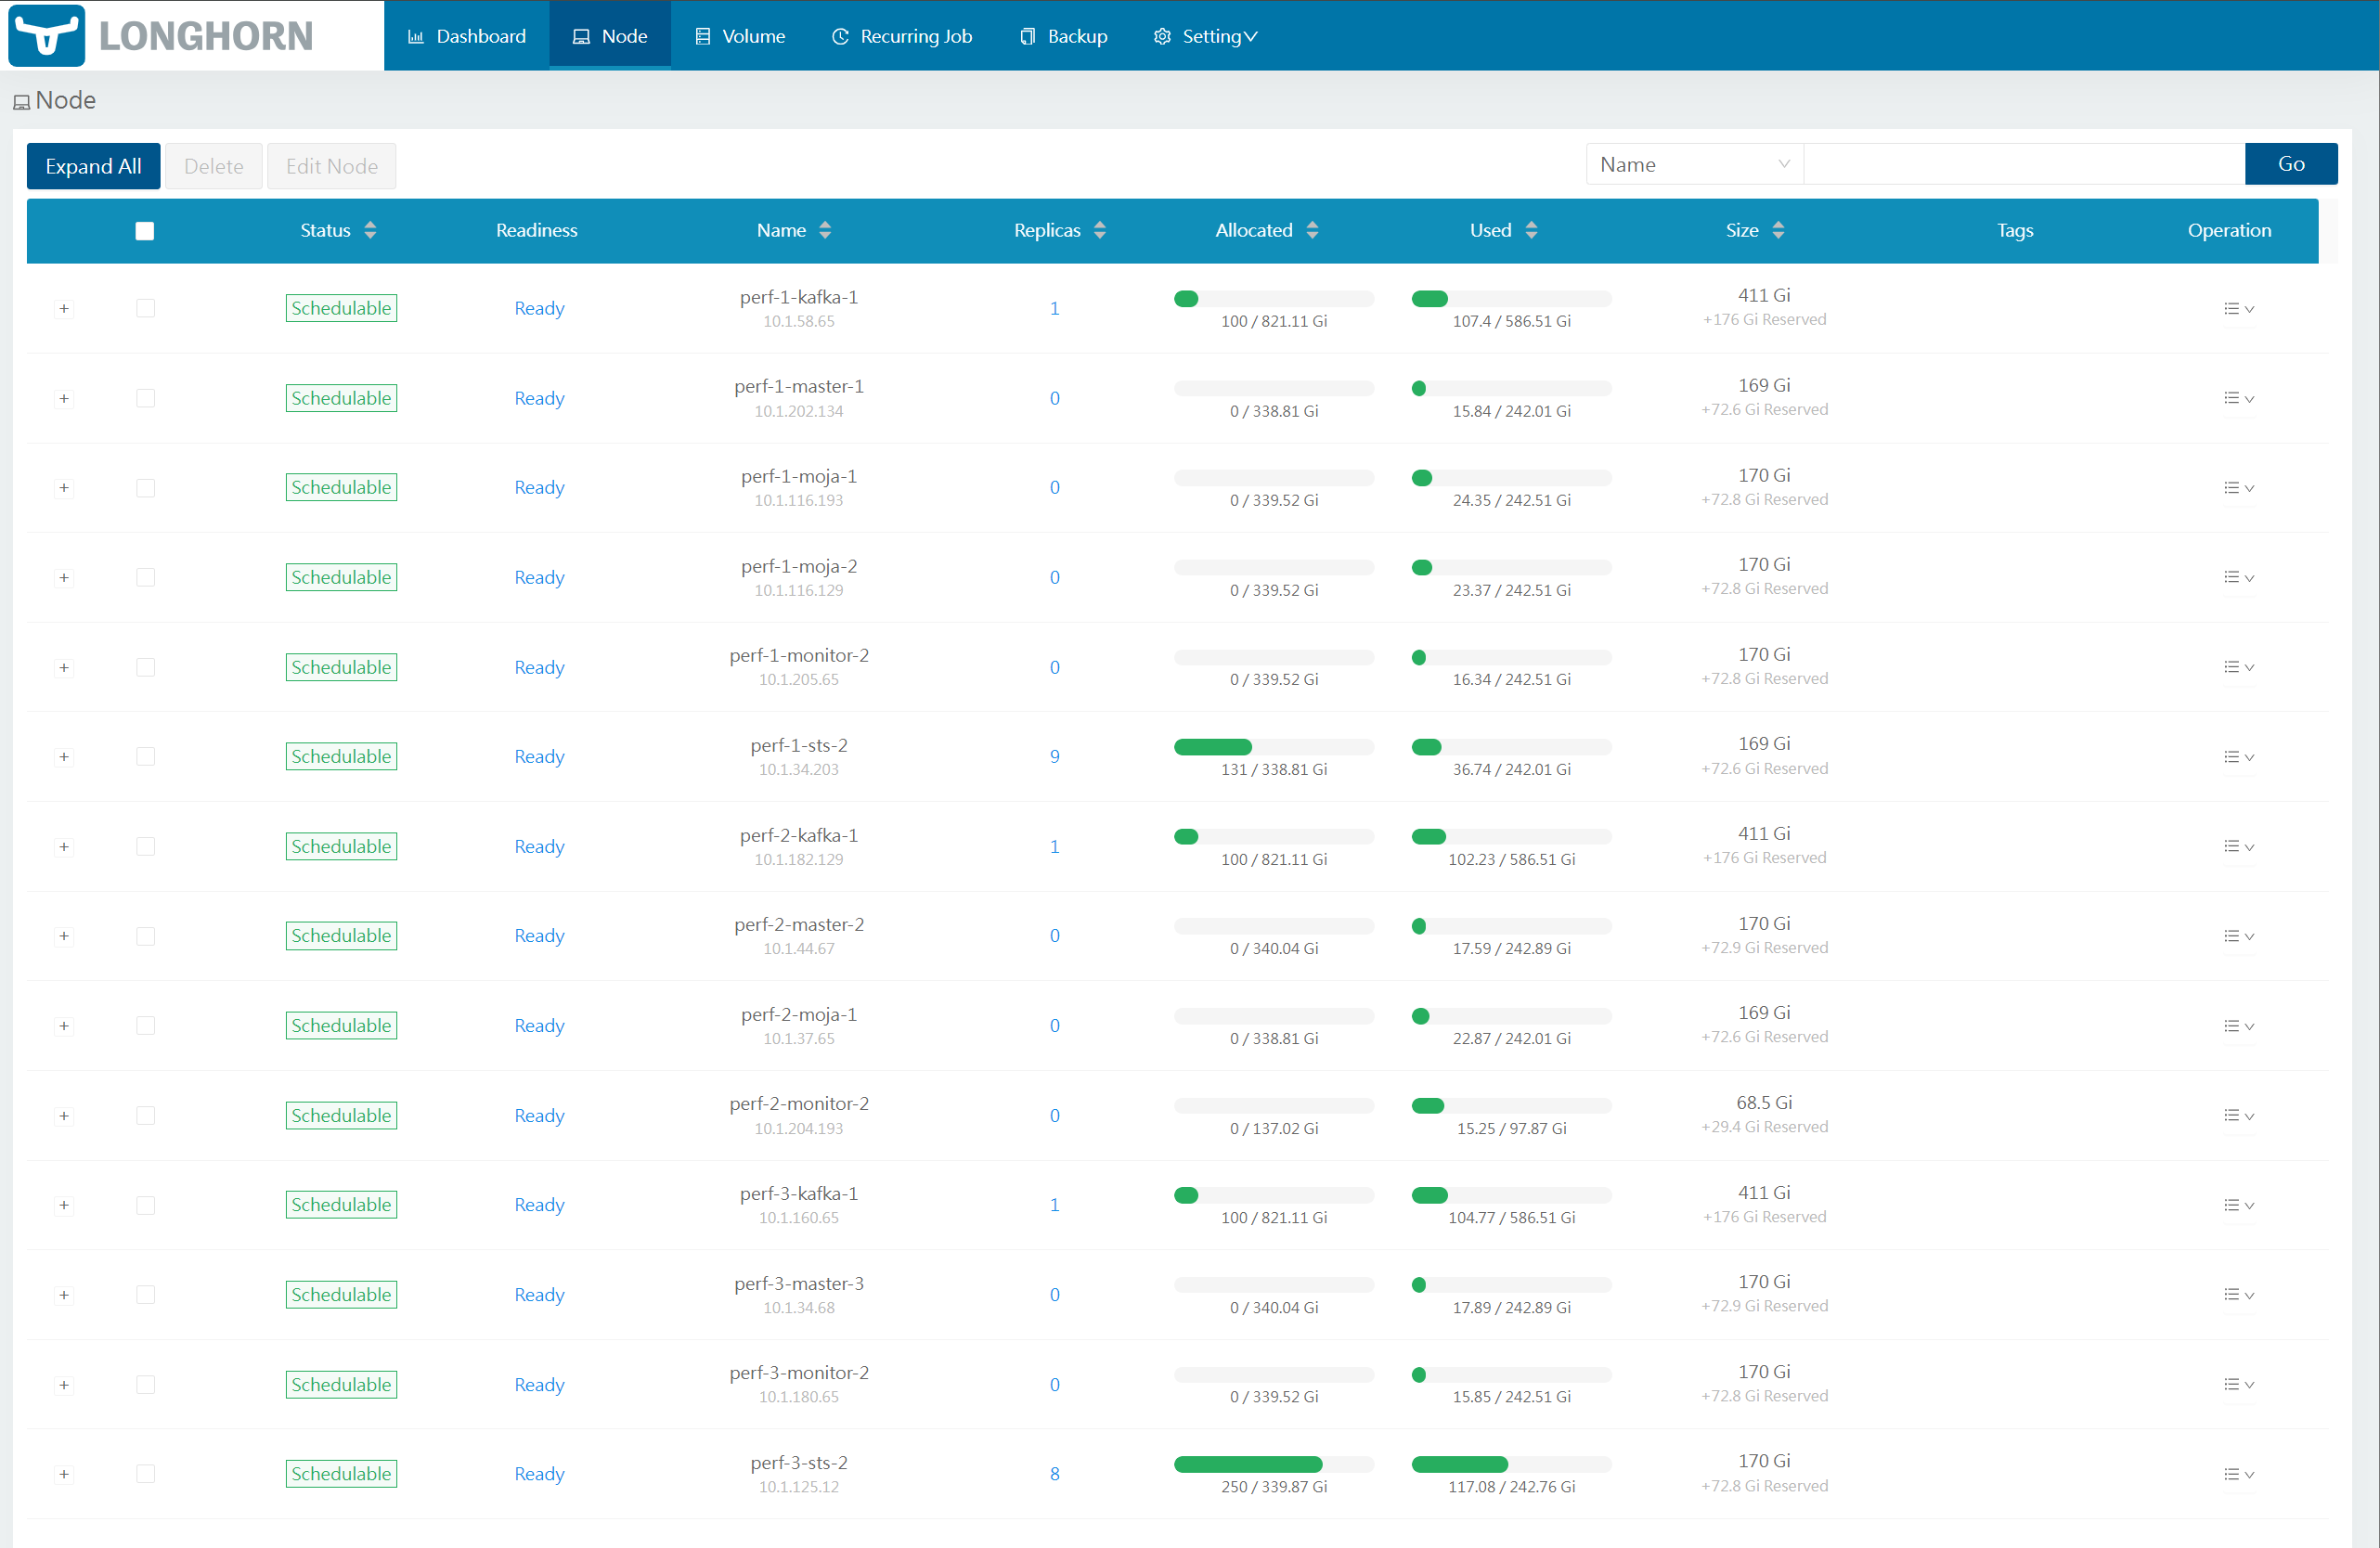 LONGHORN
Dashboard Node Volume Recurring Job Backup Setting
Node
Expand All Delete Edit Node Name Go
Status Readiness Name Replicas Allocated Used Size Tags Operation
+ Schedulable Ready perf-1-kafka-1 1 411 Gi
10.1.58.65 100 / 821.11 Gi 107.4 / 586.51 Gi +176 Gi Reserved
+ Schedulable Ready perf-1-master-1 0 169 Gi
10.1.202.134 0 / 338.81 Gi 15.84 / 242.01 Gi +72.6 Gi Reserved
+ Schedulable Ready perf-1-moja-1 0 170 Gi
10.1.116.193 0 / 339.52 Gi 24.35 / 242.51 Gi +72.8 Gi Reserved
+ Schedulable Ready perf-1-moja-2 0 170 Gi
10.1.116.129 0 / 339.52 Gi 23.37 / 242.51 Gi +72.8 Gi Reserved
+ Schedulable Ready perf-1-monitor-2 0 170 Gi
10.1.205.65 0 / 339.52 Gi 16.34 / 242.51 Gi +72.8 Gi Reserved
+ Schedulable Ready perf-1-sts-2 9 169 Gi
10.1.34.203 131 / 338.81 Gi 36.74 / 242.01 Gi +72.6 Gi Reserved
+ Schedulable Ready perf-2-kafka-1 1 411 Gi
10.1.182.129 100 / 821.11 Gi 102.23 / 586.51 Gi +176 Gi Reserved
+ Schedulable Ready perf-2-master-2 0 170 Gi
10.1.44.67 0 / 340.04 Gi 17.59 / 242.89 Gi +72.9 Gi Reserved
+ Schedulable Ready perf-2-moja-1 0 169 Gi
10.1.37.65 0 / 338.81 Gi 22.87 / 242.01 Gi +72.6 Gi Reserved
+ Schedulable Ready perf-2-monitor-2 0 68.5 Gi
10.1.204.193 0 / 137.02 Gi 15.25 / 97.87 Gi +29.4 Gi Reserved
+ Schedulable Ready perf-3-kafka-1 1 411 Gi
10.1.160.65 100 / 821.11 Gi 104.77 / 586.51 Gi +176 Gi Reserved
+ Schedulable Ready perf-3-master-3 0 170 Gi
10.1.34.68 0 / 340.04 Gi 17.89 / 242.89 Gi +72.9 Gi Reserved
+ Schedulable Ready perf-3-monitor-2 0 170 Gi
10.1.180.65 0 / 339.52 Gi 15.85 / 242.51 Gi +72.8 Gi Reserved
+ Schedulable Ready perf-3-sts-2 8 170 Gi
10.1.125.12 250 / 339.87 Gi 117.08 / 242.76 Gi +72.8 Gi Reserved